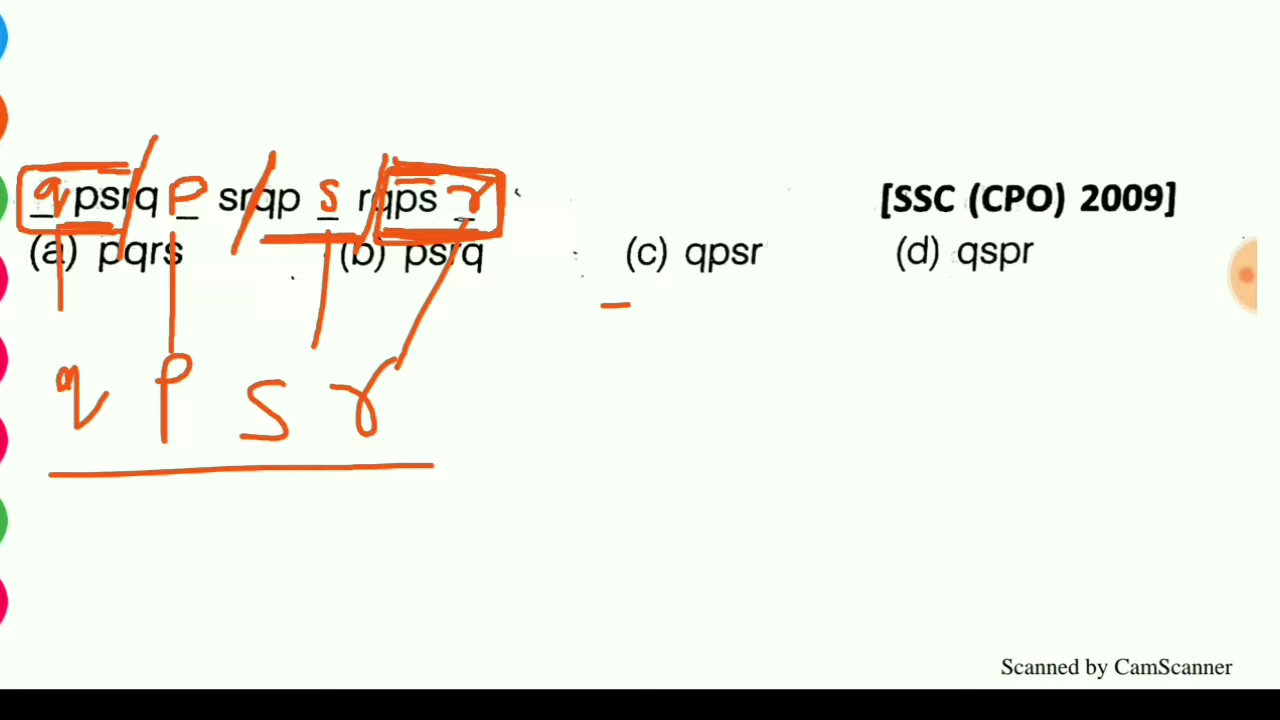 q psrq p srqp s rqps r [SSC (CPO) 2009]
(a) pqrs (b) psrq (c) qpsr (d) qspr
q p s r
Scanned by CamScanner